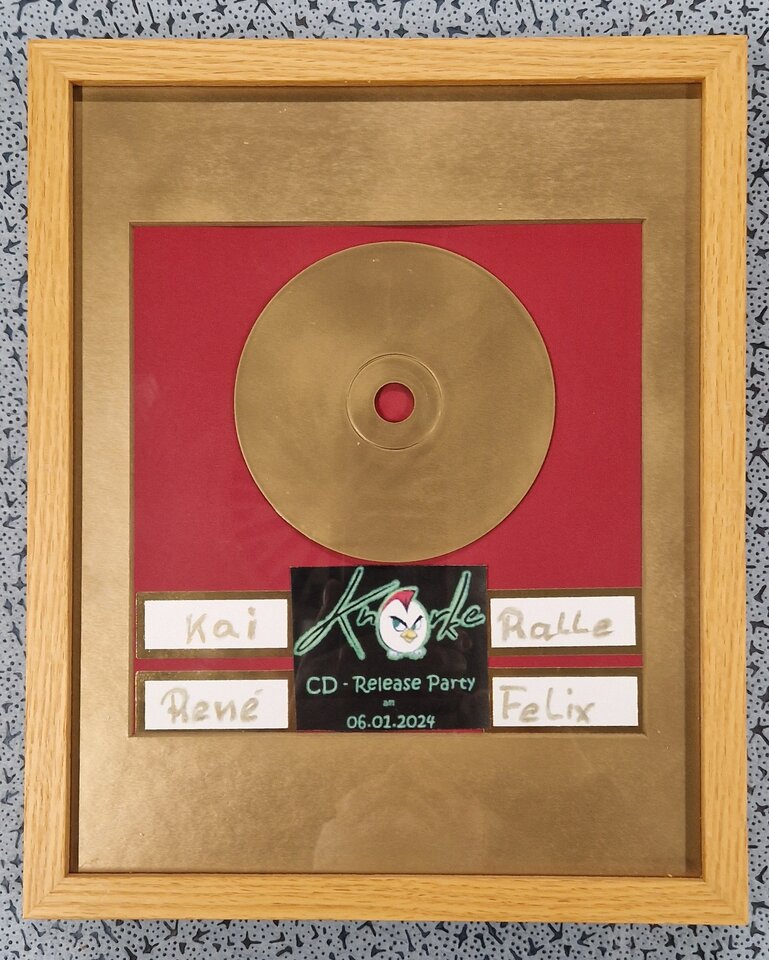 Kai
René
Knorke
CD - Release Party
am
06.01.2024
Ralle
Felix